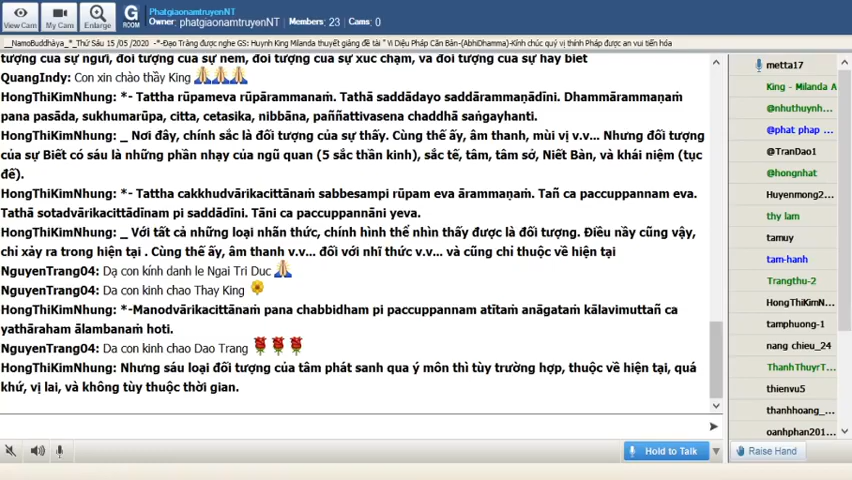 View Cam
My Cam
Enlarge
G
ROOM
PhatgiaonamtruyenNT
Owner: phatgiaonamtruyenNT | Members: 23 | Cams: 0
__NamoBuddhàya_*_Thứ Sáu 15 /05 /2020 -*-Đạo Tràng được nghe GS: Huynh King Milanda thuyết giảng đề tài " Vi Diệu Pháp Căn Bản-(AbhiDhamma)-Kính chúc quý vị thính Pháp được an vui tiến hóa
tượng của sự ngửi, đối tượng của sự nếm, đối tượng của sự xúc chạm, và đối tượng của sự hay biết
QuangIndy: Con xin chào thầy King
HongThiKimNhung: *- Tattha rūpameva rūpārammanaṁ. Tathā saddādayo saddārammaṇādīni. Dhammārammaṇaṁ
pana pasāda, sukhumarūpa, citta, cetasika, nibbāna, paññattivasena chaddhā saṅgayhanti.
HongThiKimNhung: _ Nơi đây, chính sắc là đối tượng của sự thấy. Cùng thế ấy, âm thanh, mùi vị v.v... Nhưng đối tượng
của sự Biết có sáu là những phần nhạy của ngũ quan (5 sắc thần kinh), sắc tế, tâm, tâm sở, Niết Bàn, và khái niệm (tục
đế).
HongThiKimNhung: *- Tattha cakkhudvārikacittānaṁ sabbesampi rūpam eva ārammaṇaṁ. Tañ ca paccuppannam eva.
Tathā sotadvārikacittādīnam pi saddādīni. Tāni ca paccuppanāni yeva.
HongThiKimNhung: _ Với tất cả những loại nhãn thức, chính hình thể nhìn thấy được là đối tượng. Điều nầy cũng vậy,
chỉ xảy ra trong hiện tại . Cùng thế ấy, âm thanh v.v... đối với nhĩ thức v.v... và cũng chỉ thuộc về hiện tại
NguyenTrang04: Dạ con kính danh le Ngai Tri Duc
NguyenTrang04: Da con kinh chao Thay King
HongThiKimNhung: *-Manodvārikacittānaṁ pana chabbidham pi paccuppannam atītaṁ anāgataṁ kālavimuttañ ca
yathāraham ālambanaṁ hoti.
NguyenTrang04: Da con kinh chao Dao Trang
HongThiKimNhung: Nhưng sáu loại đối tượng của tâm phát sanh qua ý môn thì tùy trường hợp, thuộc về hiện tại, quá
khứ, vị lai, và không tùy thuộc thời gian.
Hold to Talk
metta17
King - Milanda A
@nhuthuynh...
@phat phap ...
@TranDao1
@hongnhat
Huyenmong2...
thy lam
tamuy
tam-hanh
Trangthu-2
HongThiKimN...
tamphuong-1
nang chieu_24
ThanhThuyrT...
thienvu5
thanhhoang_...
oanhphan201...
Raise Hand